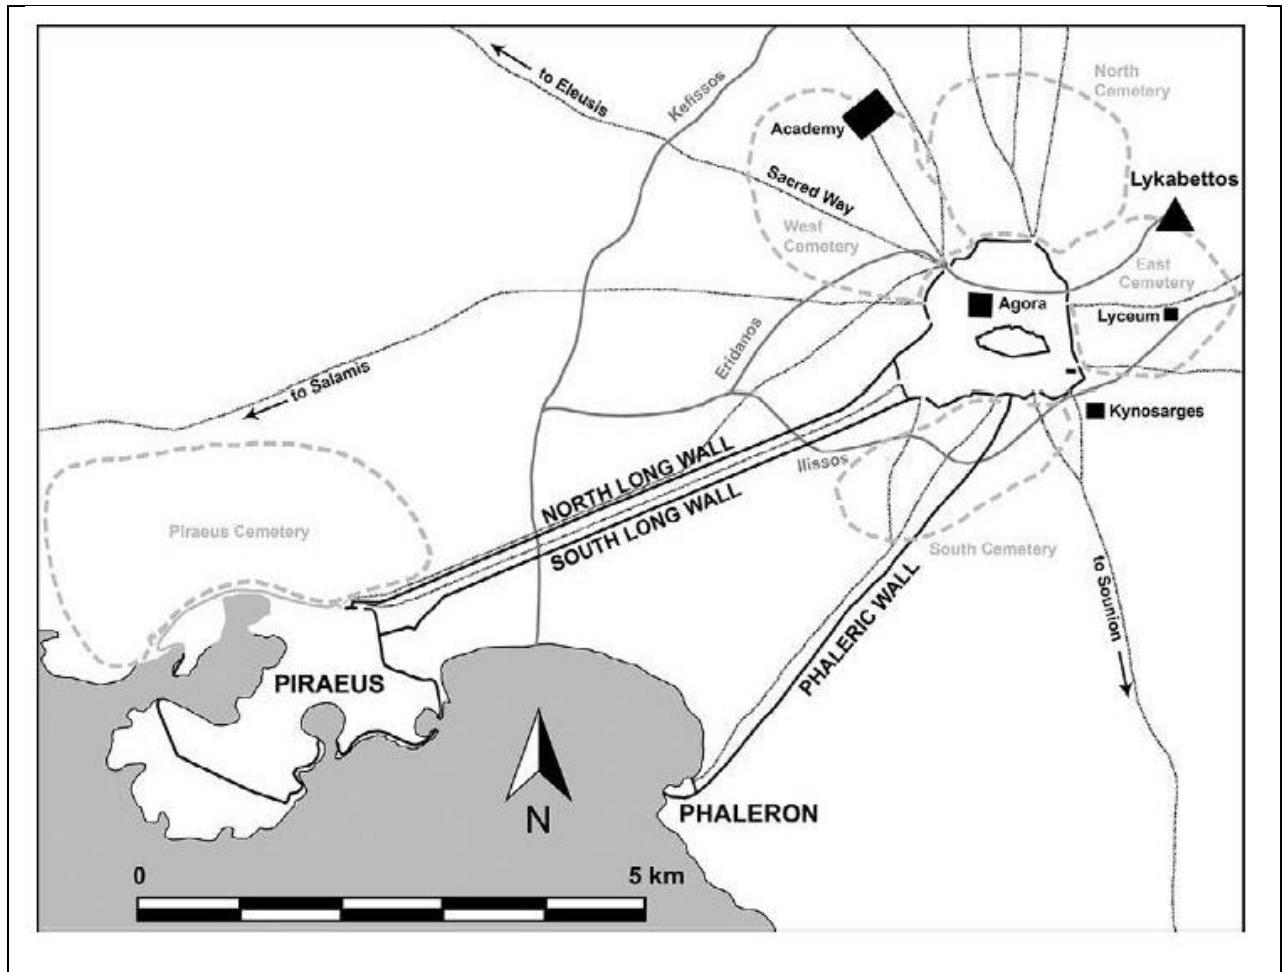 to Eleusis
Kefissos
North
Cemetery
Academy
Sacred Way
Lykabettos
West
Cemetery
East
Cemetery
Agora
Lyceum
Eridanos
to Salamis
Kynosarges
NORTH LONG WALL
Ilissos
SOUTH LONG WALL
Piraeus Cemetery
South Cemetery
PHALERIC WALL
to Sounion
PIRAEUS
N
PHALERON
0
5 km